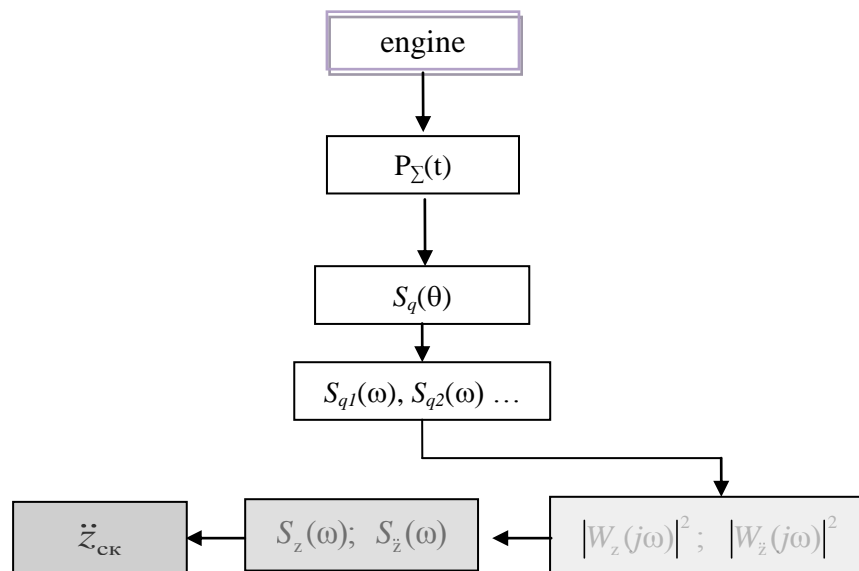 engine
P∑(t)
Sq(θ)
Sq1(ω), Sq2(ω) …
z̈ск
Sz(ω); Sz̈(ω)
|Wz(jω)|²; |Wz̈(jω)|²